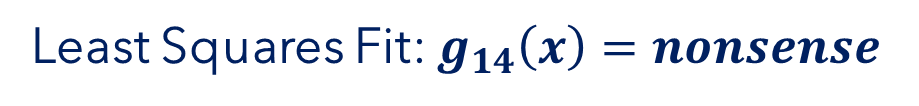 Least Squares Fit: g₁₄(x) = nonsense